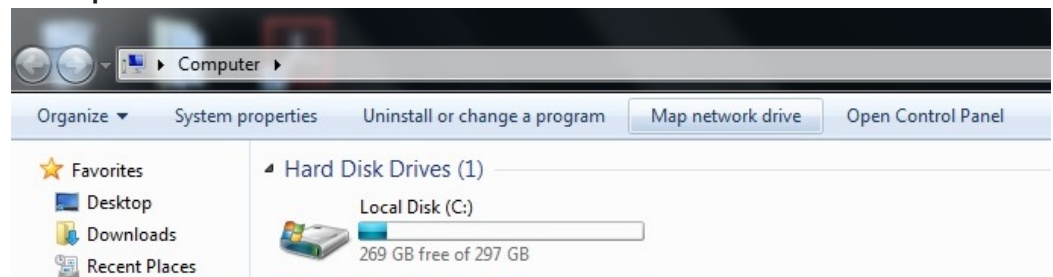 Computer
Organize System properties Uninstall or change a program Map network drive Open Control Panel
Favorites
Desktop
Downloads
Recent Places
Hard Disk Drives (1)
Local Disk (C:)
269 GB free of 297 GB